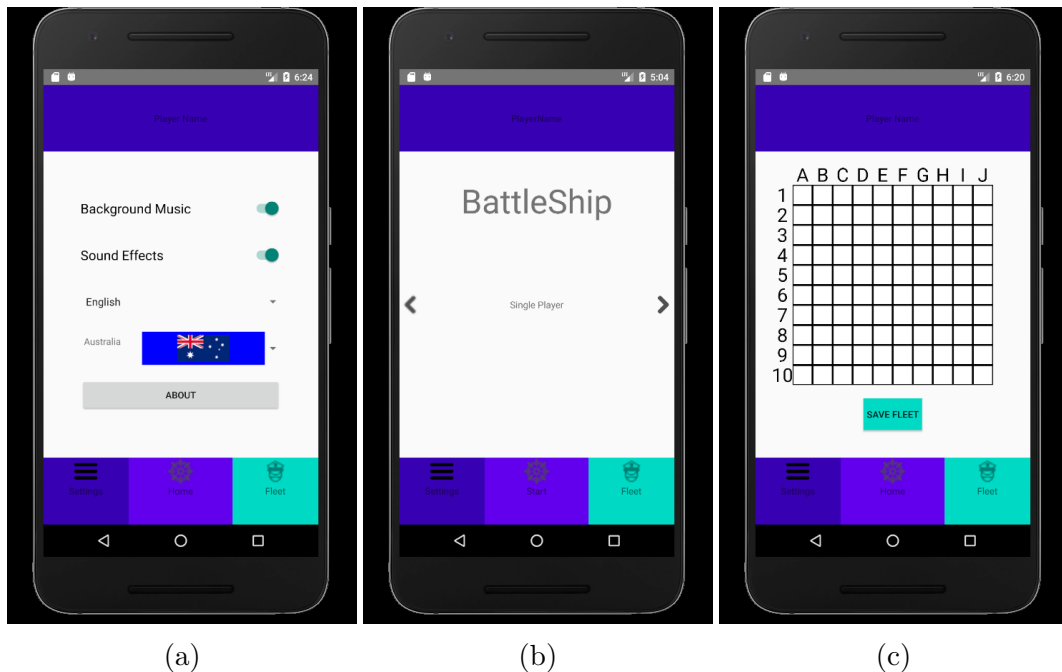 6:24
Player Name
Background Music
Sound Effects
English
Australia
ABOUT
Settings Home Fleet
(a)
5:04
PlayerName
BattleShip
Single Player
Settings Start Fleet
(b)
6:20
Player Name
A B C D E F G H I J
1
2
3
4
5
6
7
8
9
10
SAVE FLEET
Settings Home Fleet
(c)